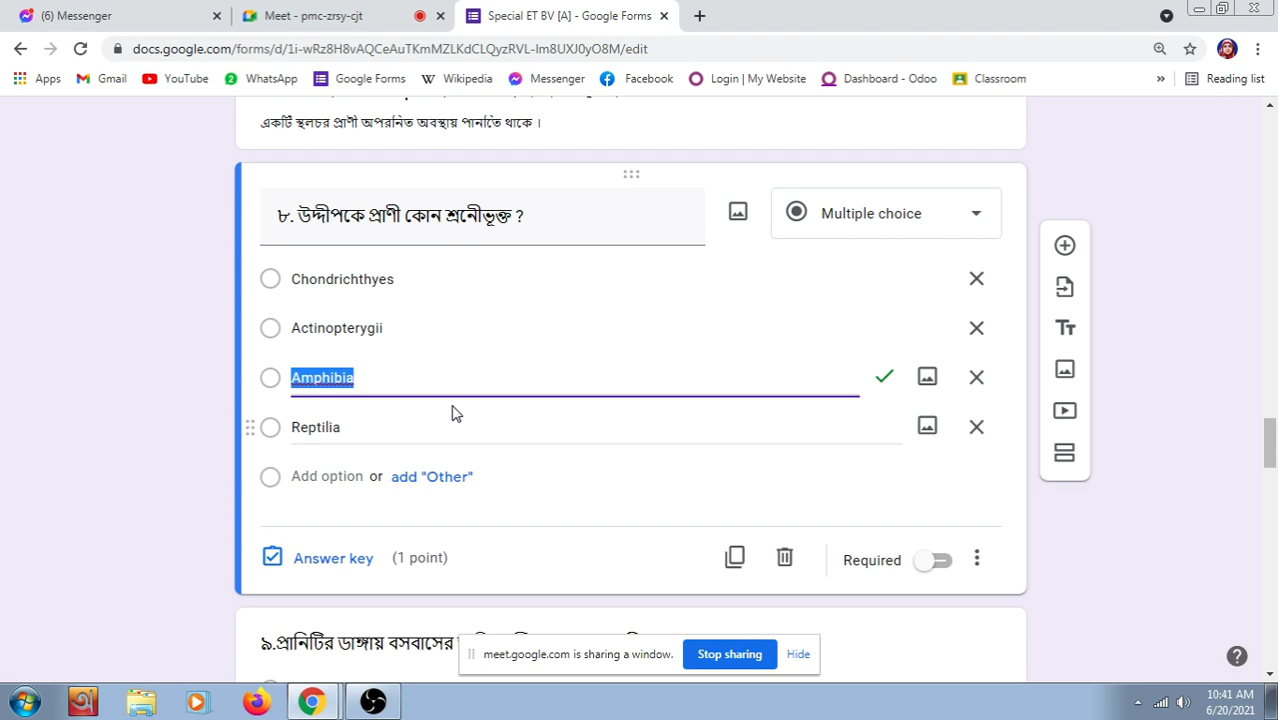 (6) Messenger
Meet - pmc-zrsy-cjt
Special ET BV [A] - Google Forms
docs.google.com/forms/d/1i-wRz8H8vAQCeAuTKmMZLKdCLQyzRVL-Im8UXJ0yO8M/edit
Apps Gmail YouTube 2 WhatsApp Google Forms Wikipedia Messenger Facebook Login | My Website Dashboard - Odoo Classroom » Reading list
একটি স্থলচর প্রাণী অপরনিত অবস্থায় পানিতে থাকে ।
৮. উদ্দীপকে প্রাণী কোন শ্রেনীভূক্ত ?
Multiple choice
Chondrichthyes
Actinopterygii
Amphibia
Reptilia
Add option or add "Other"
Answer key (1 point)
Required
৯.প্রানিটির ডাঙ্গায় বসবাসের
meet.google.com is sharing a window. Stop sharing Hide
10:41 AM
6/20/2021